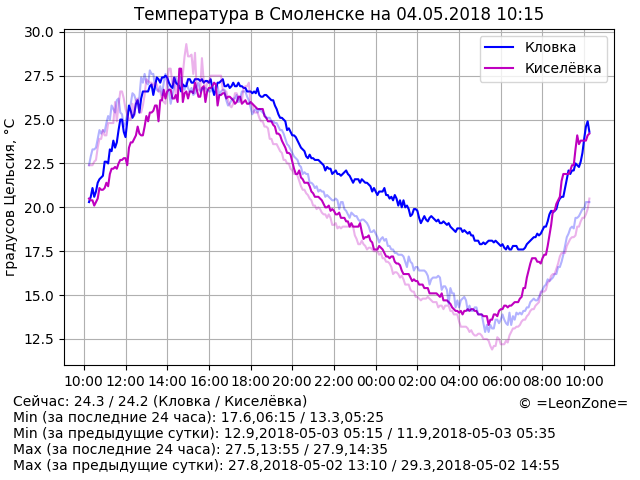 Температура в Смоленске на 04.05.2018 10:15
градусов Цельсия, °C
30.0
27.5
25.0
22.5
20.0
17.5
15.0
12.5
Кловка
Киселёвка
10:00 12:00 14:00 16:00 18:00 20:00 22:00 00:00 02:00 04:00 06:00 08:00 10:00
Сейчас: 24.3 / 24.2 (Кловка / Киселёвка)
© =LeonZone=
Min (за последние 24 часа): 17.6,06:15 / 13.3,05:25
Min (за предыдущие сутки): 12.9,2018-05-03 05:15 / 11.9,2018-05-03 05:35
Max (за последние 24 часа): 27.5,13:55 / 27.9,14:35
Max (за предыдущие сутки): 27.8,2018-05-02 13:10 / 29.3,2018-05-02 14:55